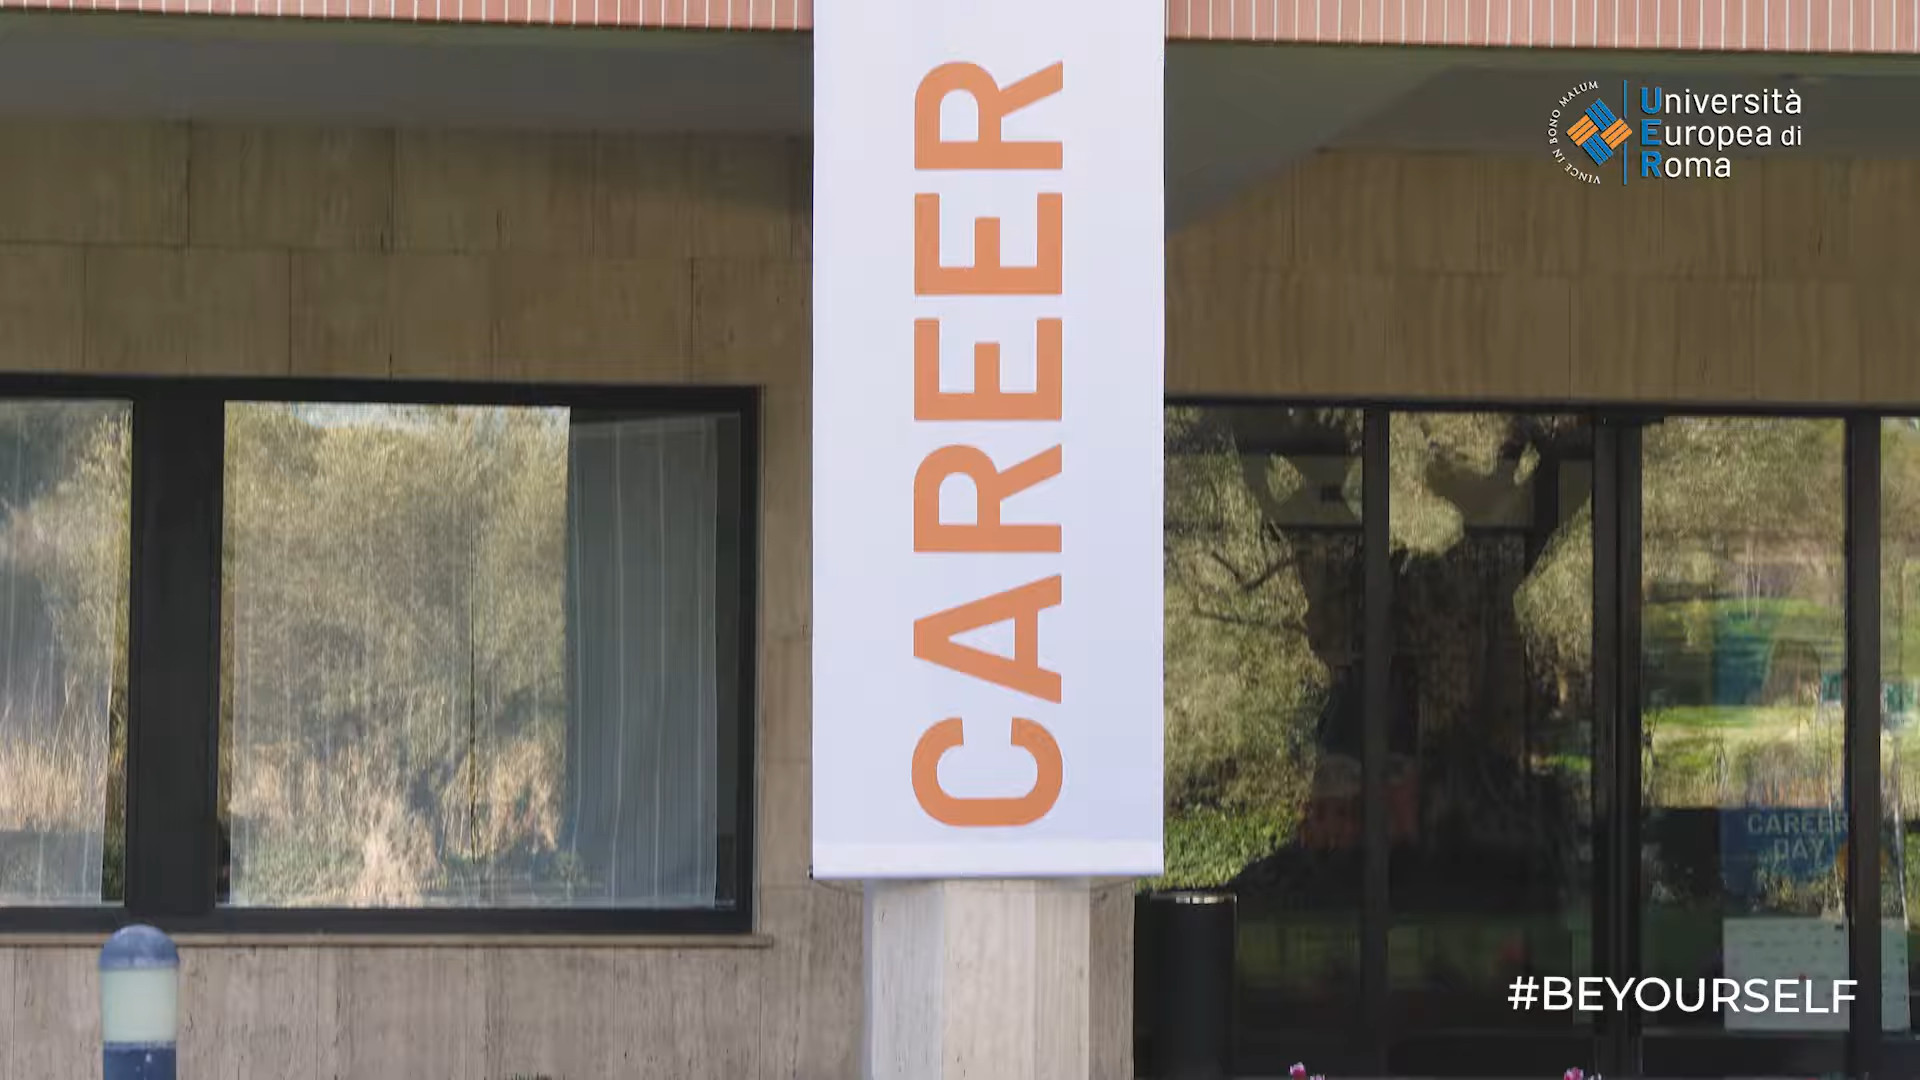 CAREER
VINCE IN BONO MALUM
Università
Europea di
Roma
CAREER
DAY
#BEYOURSELF